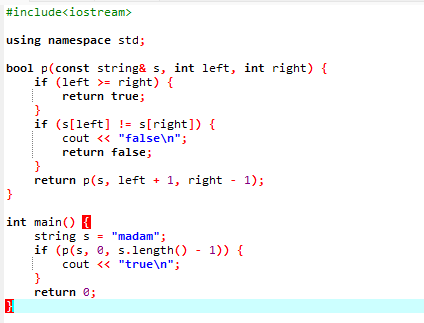 #include<iostream>
using namespace std;
bool p(const string& s, int left, int right) {
    if (left >= right) {
        return true;
    }
    if (s[left] != s[right]) {
        cout << "false\n";
        return false;
    }
    return p(s, left + 1, right - 1);
}
int main() {
    string s = "madam";
    if (p(s, 0, s.length() - 1)) {
        cout << "true\n";
    }
    return 0;
}